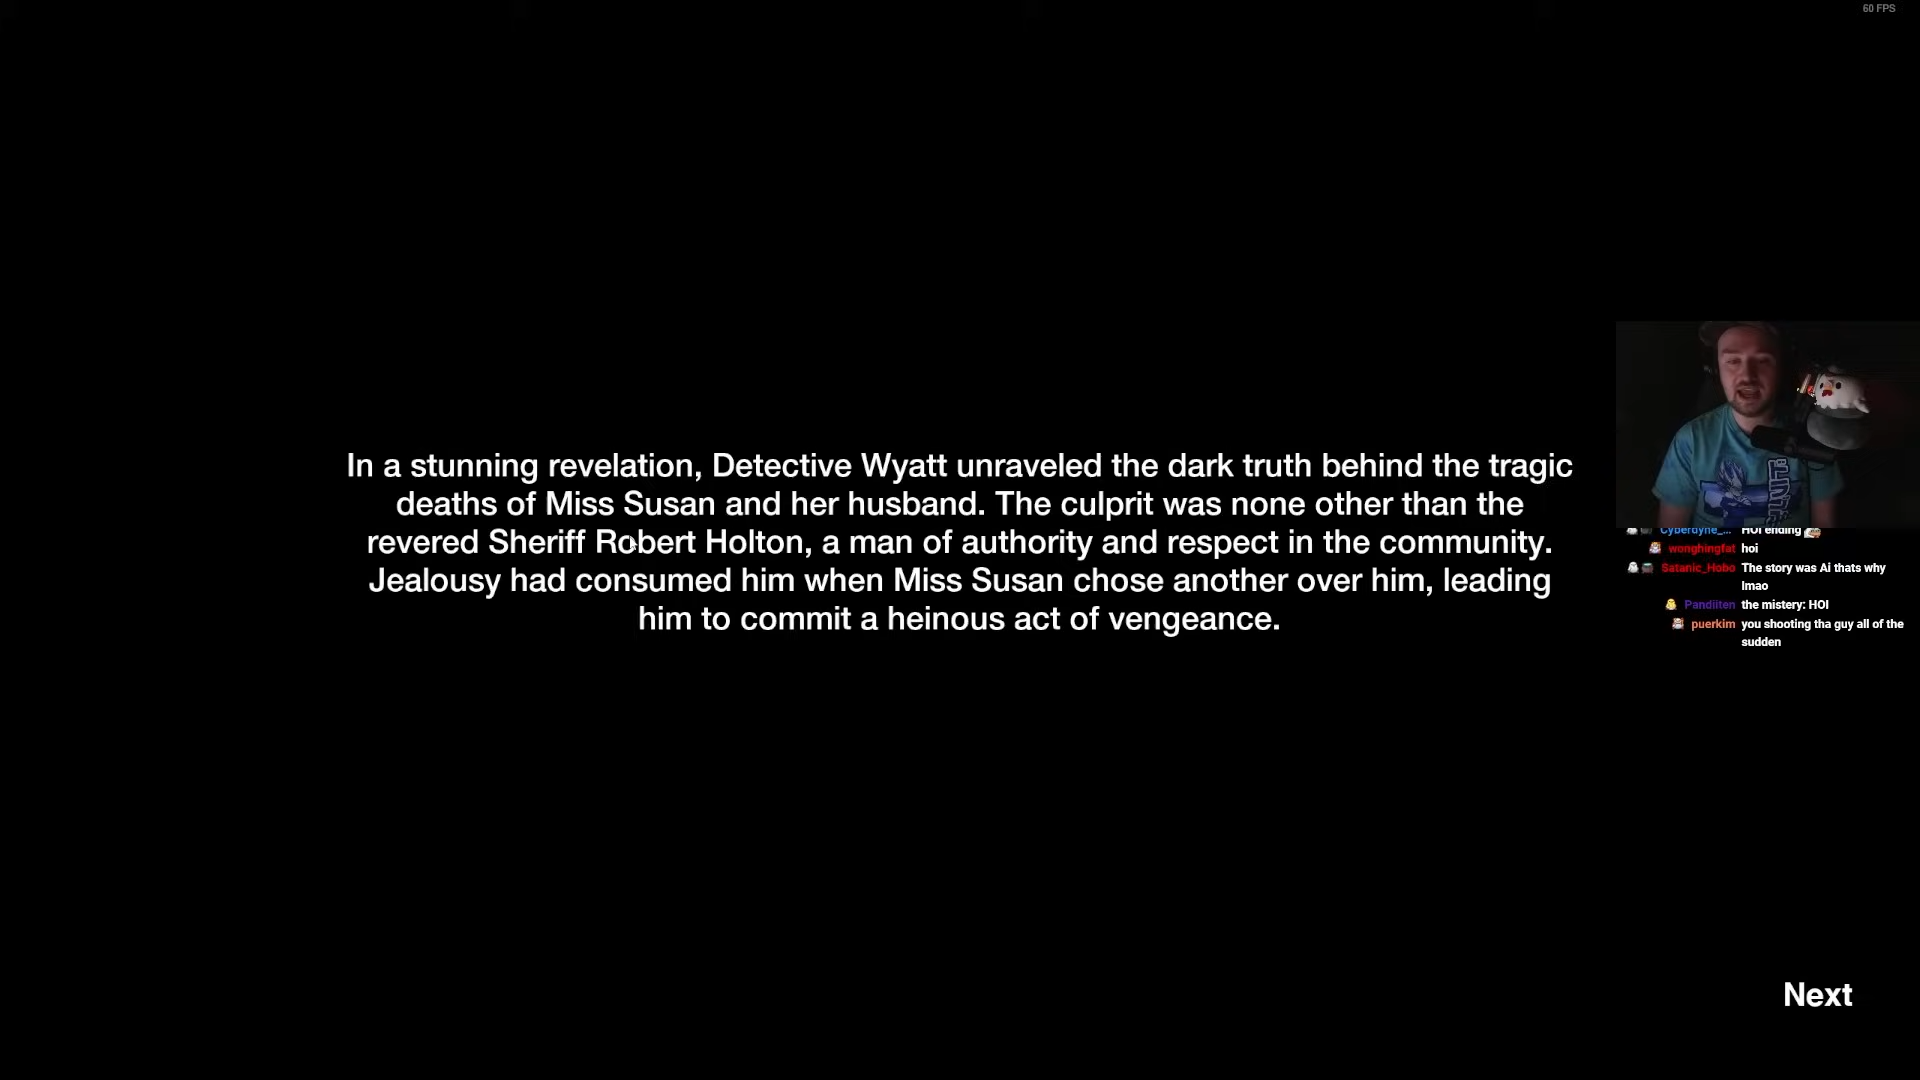 60 FPS
In a stunning revelation, Detective Wyatt unraveled the dark truth behind the tragic
deaths of Miss Susan and her husband. The culprit was none other than the
revered Sheriff Robert Holton, a man of authority and respect in the community.
Jealousy had consumed him when Miss Susan chose another over him, leading
him to commit a heinous act of vengeance.
Cyberdyne_... HOI ending
wonghingfat hoi
Satanic_Hobo The story was Ai thats why
lmao
Pandiiten the mistery: HOI
puerkim you shooting tha guy all of the
sudden
Next